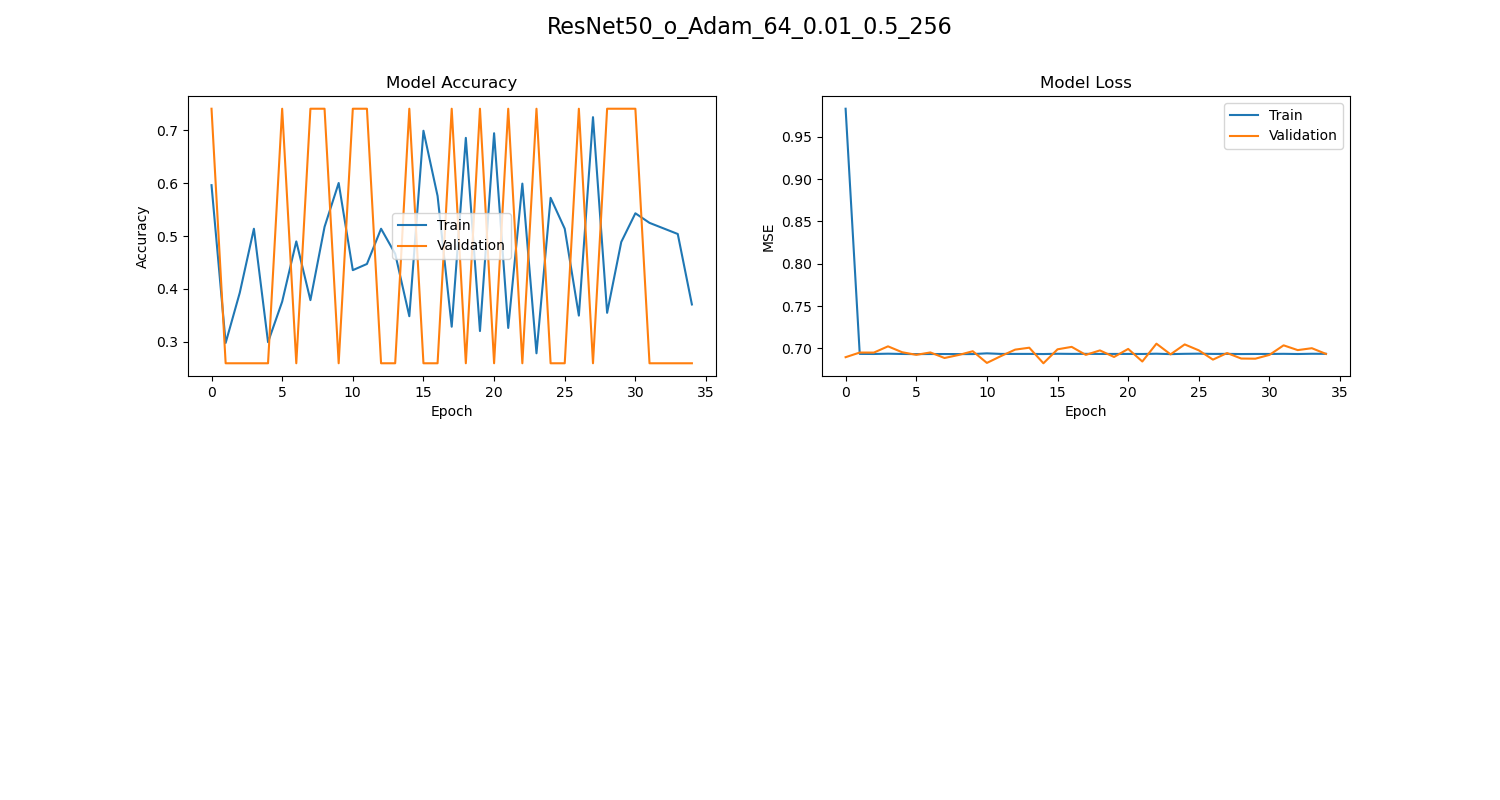 ResNet50_o_Adam_64_0.01_0.5_256
Model Accuracy
Accuracy
0.7
0.6
0.5
0.4
0.3
Train
Validation
0 5 10 15 20 25 30 35
Epoch
Model Loss
MSE
0.95
0.90
0.85
0.80
0.75
0.70
Train
Validation
0 5 10 15 20 25 30 35
Epoch